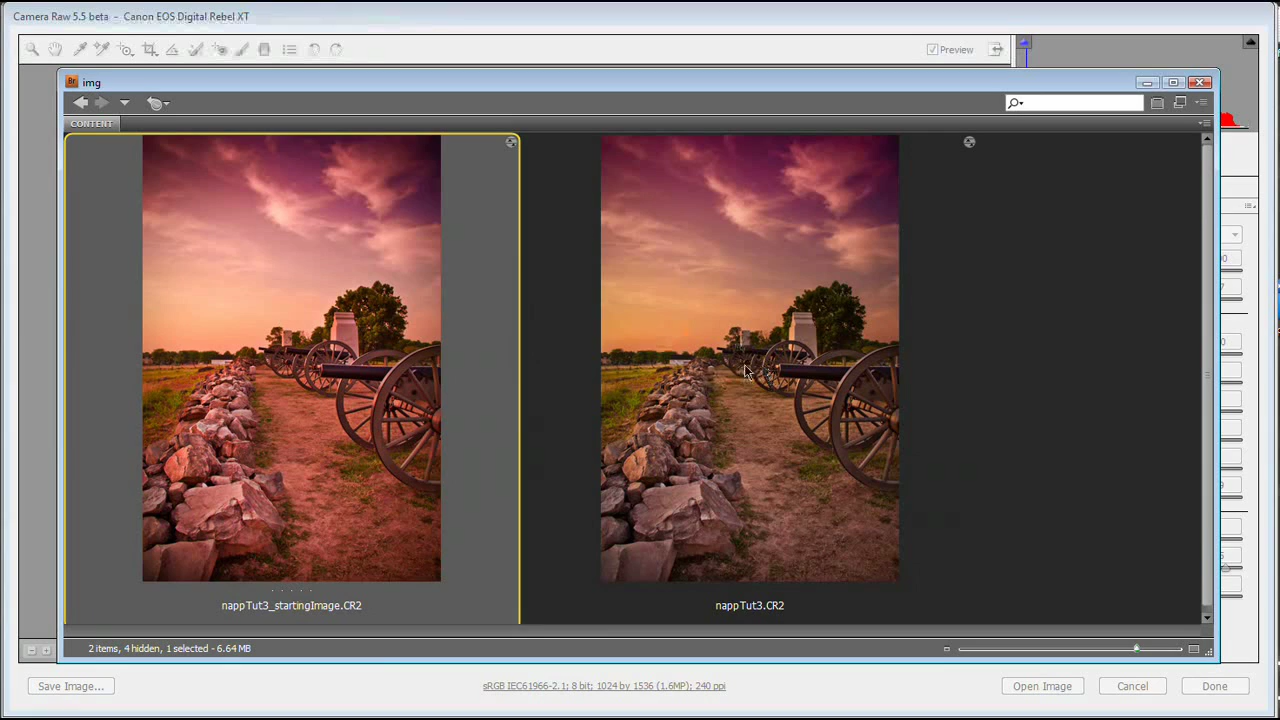 Camera Raw 5.5 beta - Canon EOS Digital Rebel XT
Preview
Br img
CONTENT
nappTut3_startingImage.CR2
nappTut3.CR2
2 items, 4 hidden, 1 selected - 6.64 MB
Save Image...
sRGB IEC61966-2.1; 8 bit; 1024 by 1536 (1.6MP); 240 ppi
Open Image
Cancel
Done